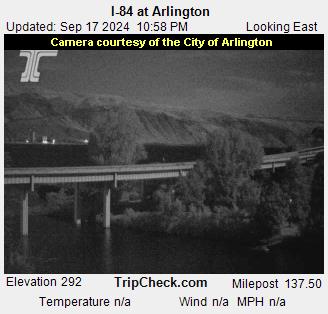 I-84 at Arlington
Updated: Sep 17 2024 10:58 PM Looking East
Camera courtesy of the City of Arlington
Elevation 292 TripCheck.com Milepost 137.50
Temperature n/a Wind n/a MPH n/a